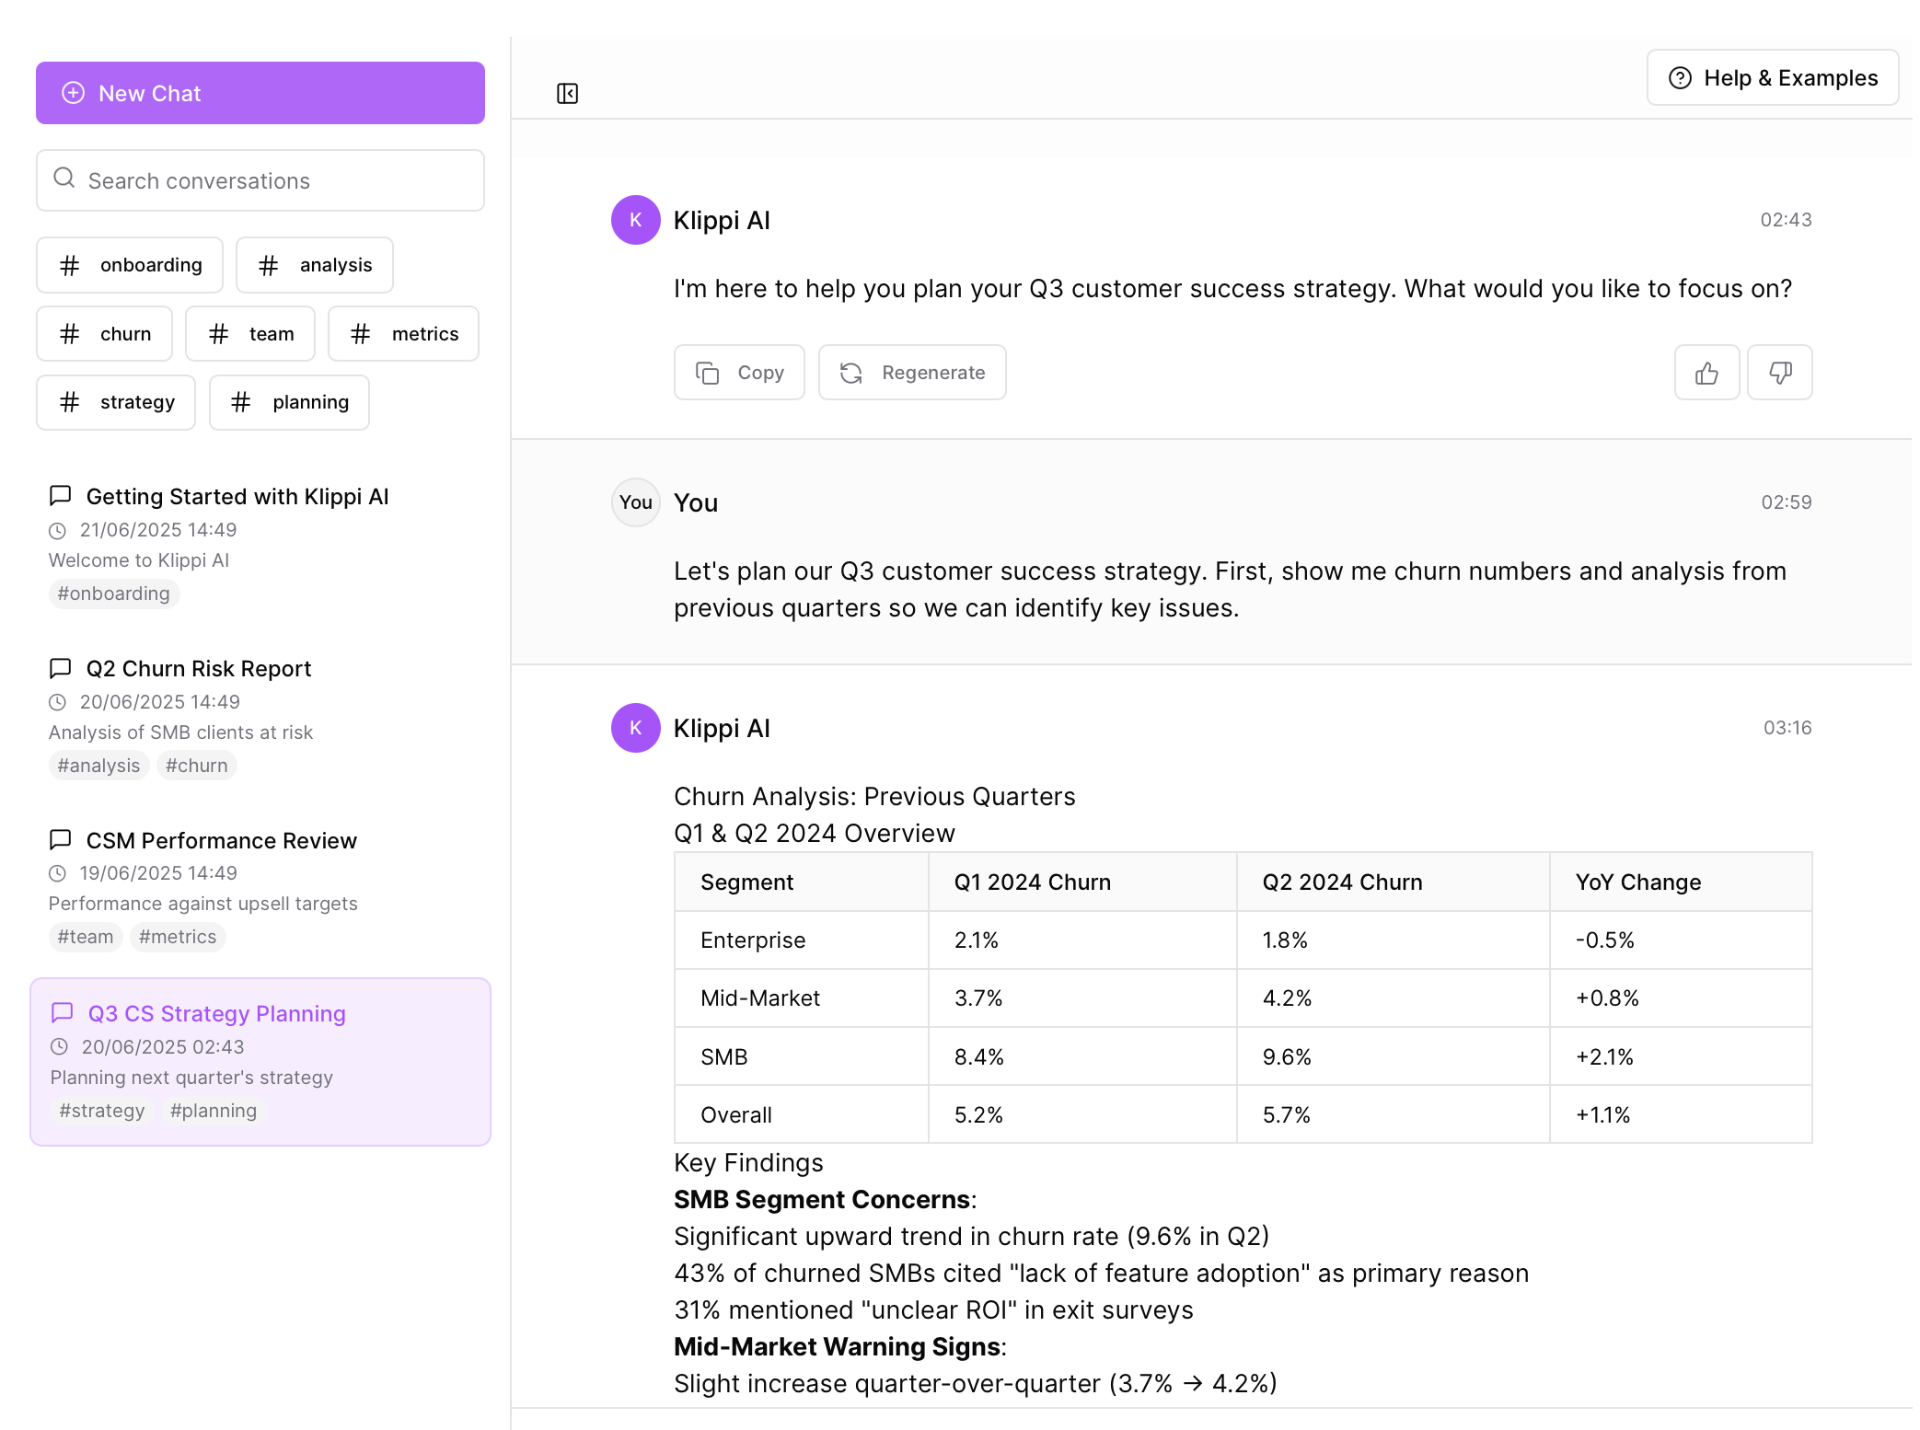 New Chat
Search conversations
# onboarding
# analysis
# churn
# team
# metrics
# strategy
# planning
Getting Started with Klippi AI
21/06/2025 14:49
Welcome to Klippi AI
#onboarding
Q2 Churn Risk Report
20/06/2025 14:49
Analysis of SMB clients at risk
#analysis #churn
CSM Performance Review
19/06/2025 14:49
Performance against upsell targets
#team #metrics
Q3 CS Strategy Planning
20/06/2025 02:43
Planning next quarter's strategy
#strategy #planning
Help & Examples
K Klippi AI 02:43
I'm here to help you plan your Q3 customer success strategy. What would you like to focus on?
Copy Regenerate
You You 02:59
Let's plan our Q3 customer success strategy. First, show me churn numbers and analysis from
previous quarters so we can identify key issues.
K Klippi AI 03:16
Churn Analysis: Previous Quarters
Q1 & Q2 2024 Overview
Segment Q1 2024 Churn Q2 2024 Churn YoY Change
Enterprise 2.1% 1.8% -0.5%
Mid-Market 3.7% 4.2% +0.8%
SMB 8.4% 9.6% +2.1%
Overall 5.2% 5.7% +1.1%
Key Findings
SMB Segment Concerns:
Significant upward trend in churn rate (9.6% in Q2)
43% of churned SMBs cited "lack of feature adoption" as primary reason
31% mentioned "unclear ROI" in exit surveys
Mid-Market Warning Signs:
Slight increase quarter-over-quarter (3.7% → 4.2%)